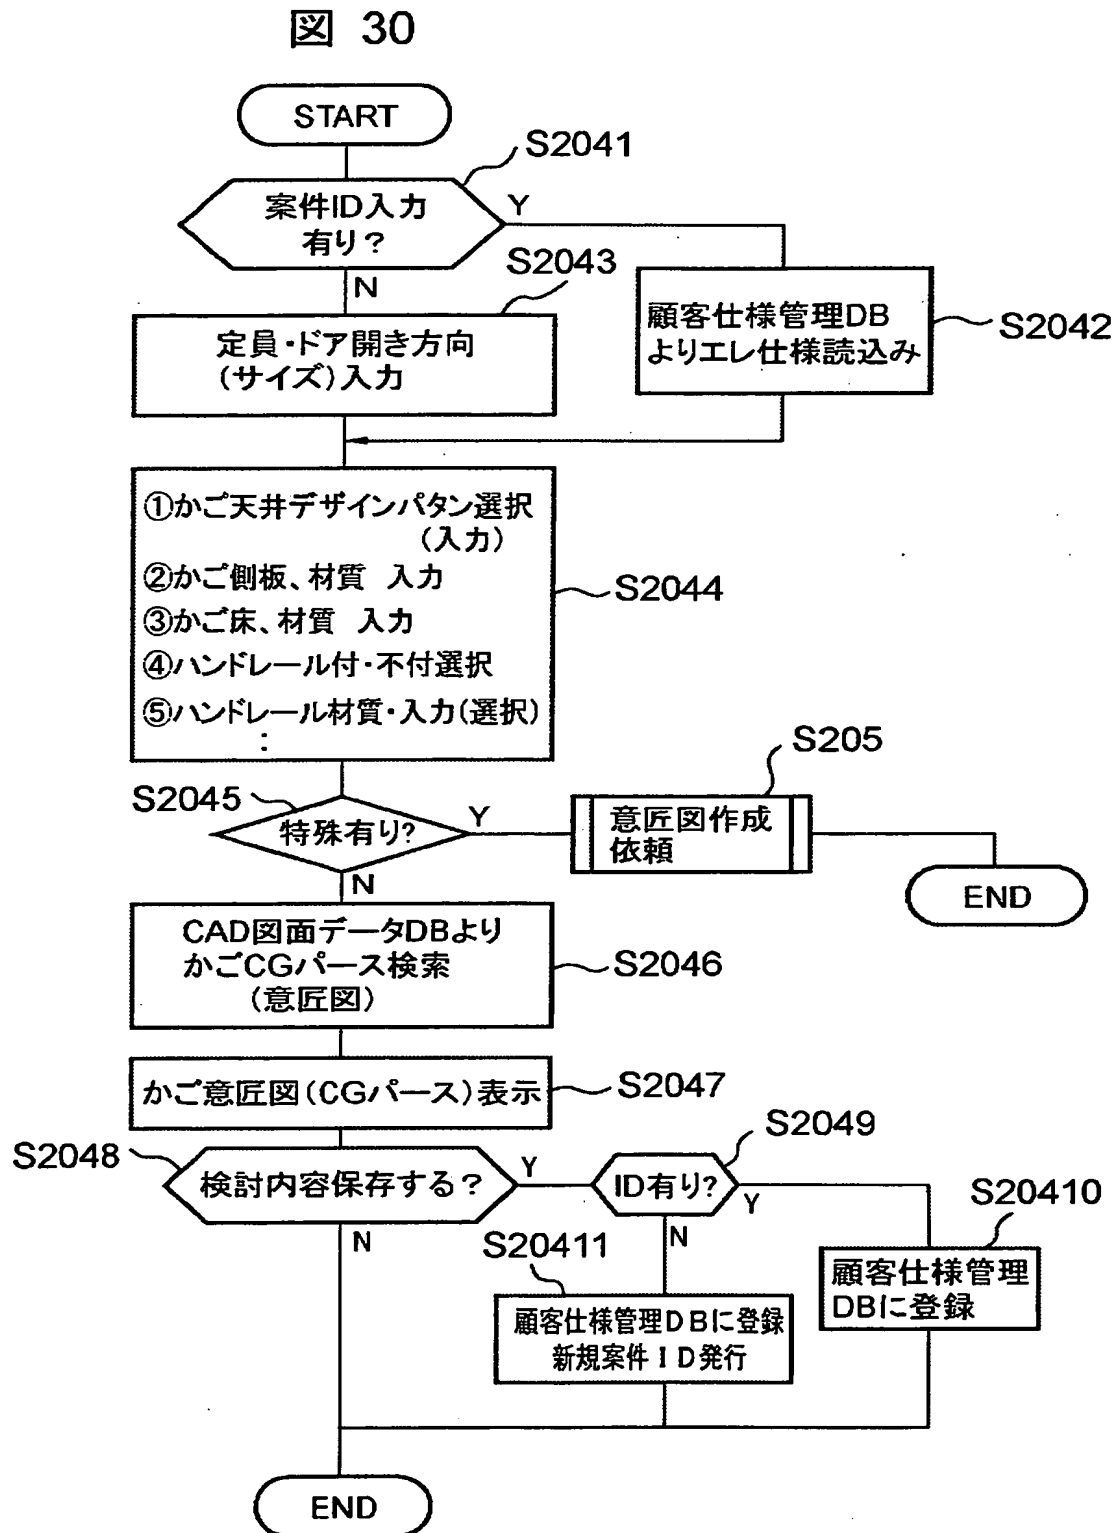 図 30
START
S2041
案件ID入力
有り?
Y
N
S2043
定員・ドア開き方向
(サイズ)入力
顧客仕様管理DB
よりエレ仕様読込み
S2042
①かご天井デザインパタン選択
(入力)
②かご側板、材質 入力
③かご床、材質 入力
④ハンドレール付・不付選択
⑤ハンドレール材質・入力(選択)
:
S2044
S2045
特殊有り?
Y
N
S205
意匠図作成
依頼
END
CAD図面データDBより
かごCGパース検索
(意匠図)
S2046
かご意匠図(CGパース)表示
S2047
S2048
検討内容保存する?
Y
N
S2049
ID有り?
Y
N
S20410
顧客仕様管理
DBに登録
S20411
顧客仕様管理DBに登録
新規案件ID発行
END